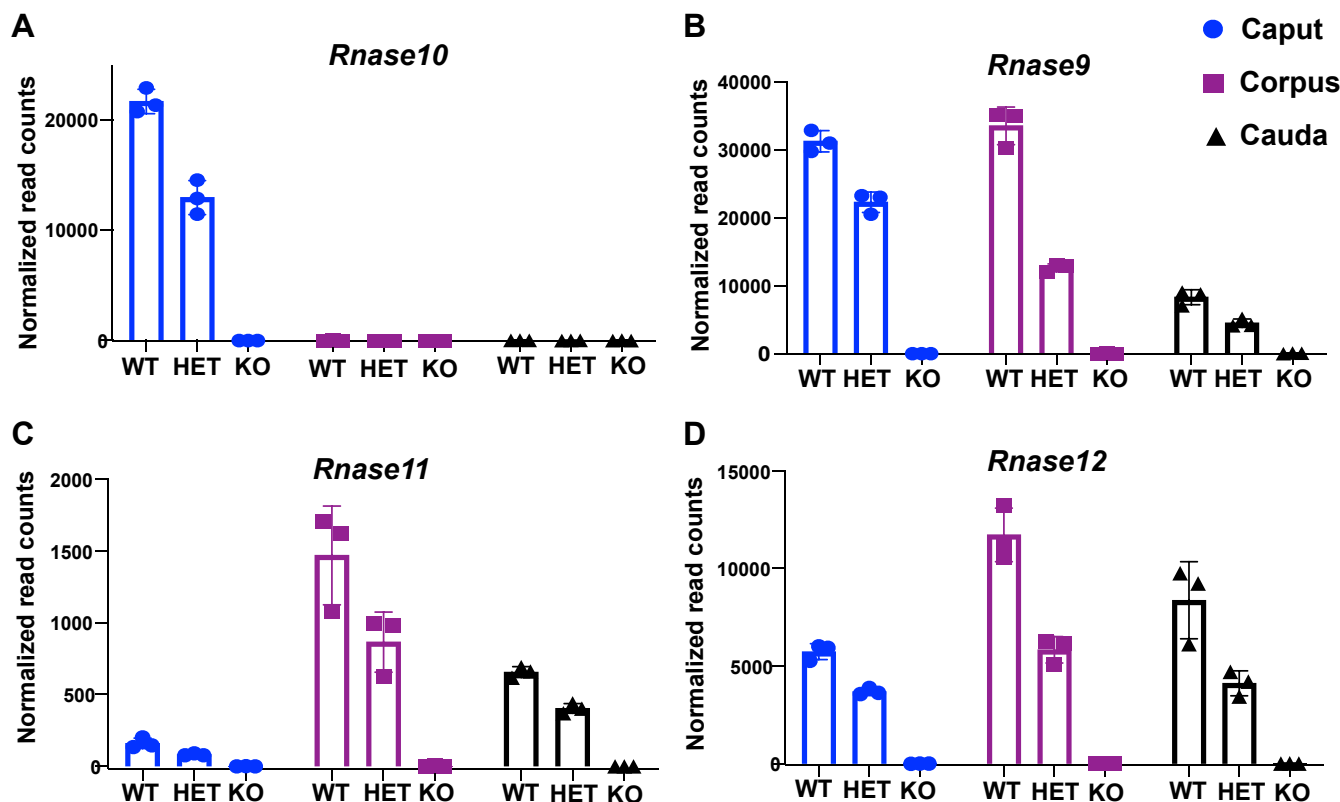 A
Rnase10
Normalized read counts
20000
10000
0
WT HET KO WT HET KO WT HET KO
B
Rnase9
Normalized read counts
40000
30000
20000
10000
0
WT HET KO WT HET KO WT HET KO
Caput
Corpus
Cauda
C
Rnase11
Normalized read counts
2000
1500
1000
500
0
WT HET KO WT HET KO WT HET KO
D
Rnase12
Normalized read counts
15000
10000
5000
0
WT HET KO WT HET KO WT HET KO